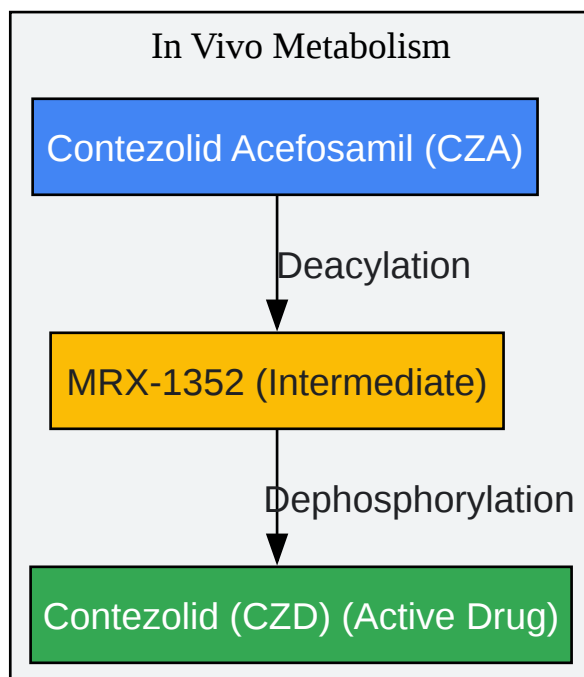 In Vivo Metabolism
Contezolid Acefosamil (CZA)
Deacylation
MRX-1352 (Intermediate)
Dephosphorylation
Contezolid (CZD) (Active Drug)